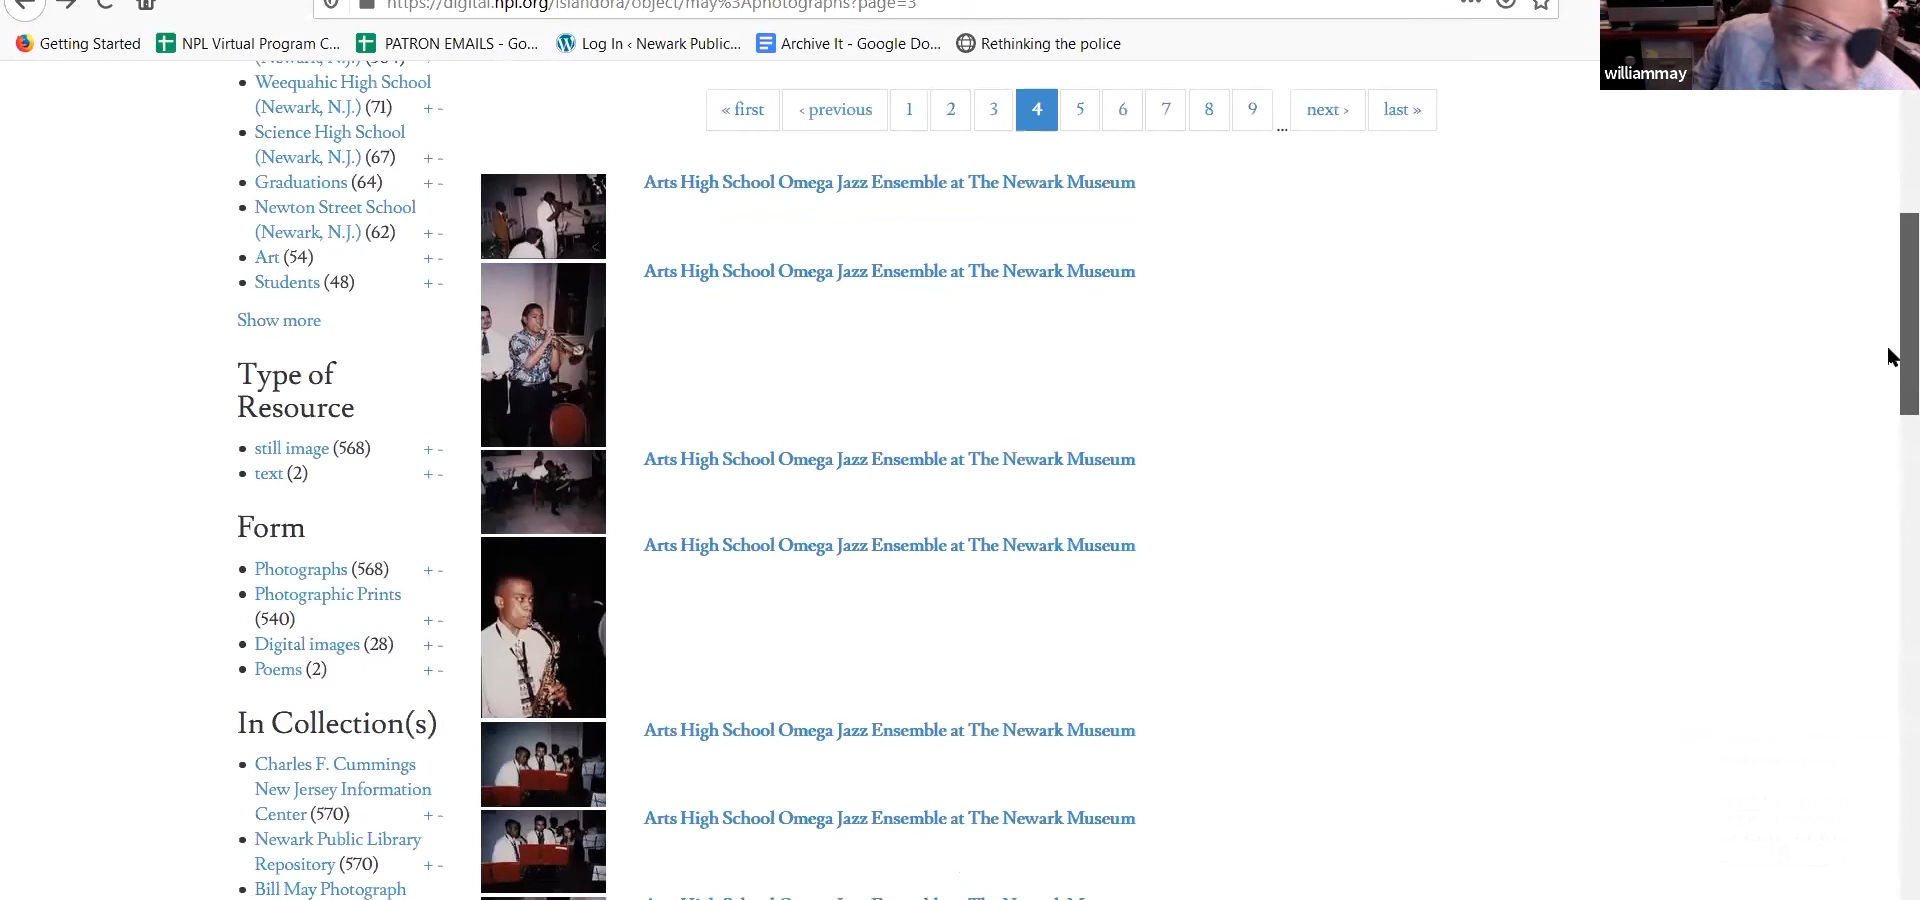 https://digital.npl.org/islandora/object/may%3Aphotographs?page=3
Getting Started
NPL Virtual Program C...
PATRON EMAILS - Go...
Log In ‹ Newark Public...
Archive It - Google Do...
Rethinking the police
williammay
(Newark, N.J.)
+ -
Weequahic High School
(Newark, N.J.) (71) + -
Science High School
(Newark, N.J.) (67) + -
Graduations (64) + -
Newton Street School
(Newark, N.J.) (62) + -
Art (54) + -
Students (48) + -
Show more
Type of
Resource
still image (568) + -
text (2) + -
Form
Photographs (568) + -
Photographic Prints
(540) + -
Digital images (28) + -
Poems (2) + -
In Collection(s)
Charles F. Cummings
New Jersey Information
Center (570) + -
Newark Public Library
Repository (570) + -
Bill May Photograph
« first ‹ previous 1 2 3 4 5 6 7 8 9 ... next › last »
Arts High School Omega Jazz Ensemble at The Newark Museum
Arts High School Omega Jazz Ensemble at The Newark Museum
Arts High School Omega Jazz Ensemble at The Newark Museum
Arts High School Omega Jazz Ensemble at The Newark Museum
Arts High School Omega Jazz Ensemble at The Newark Museum
Arts High School Omega Jazz Ensemble at The Newark Museum